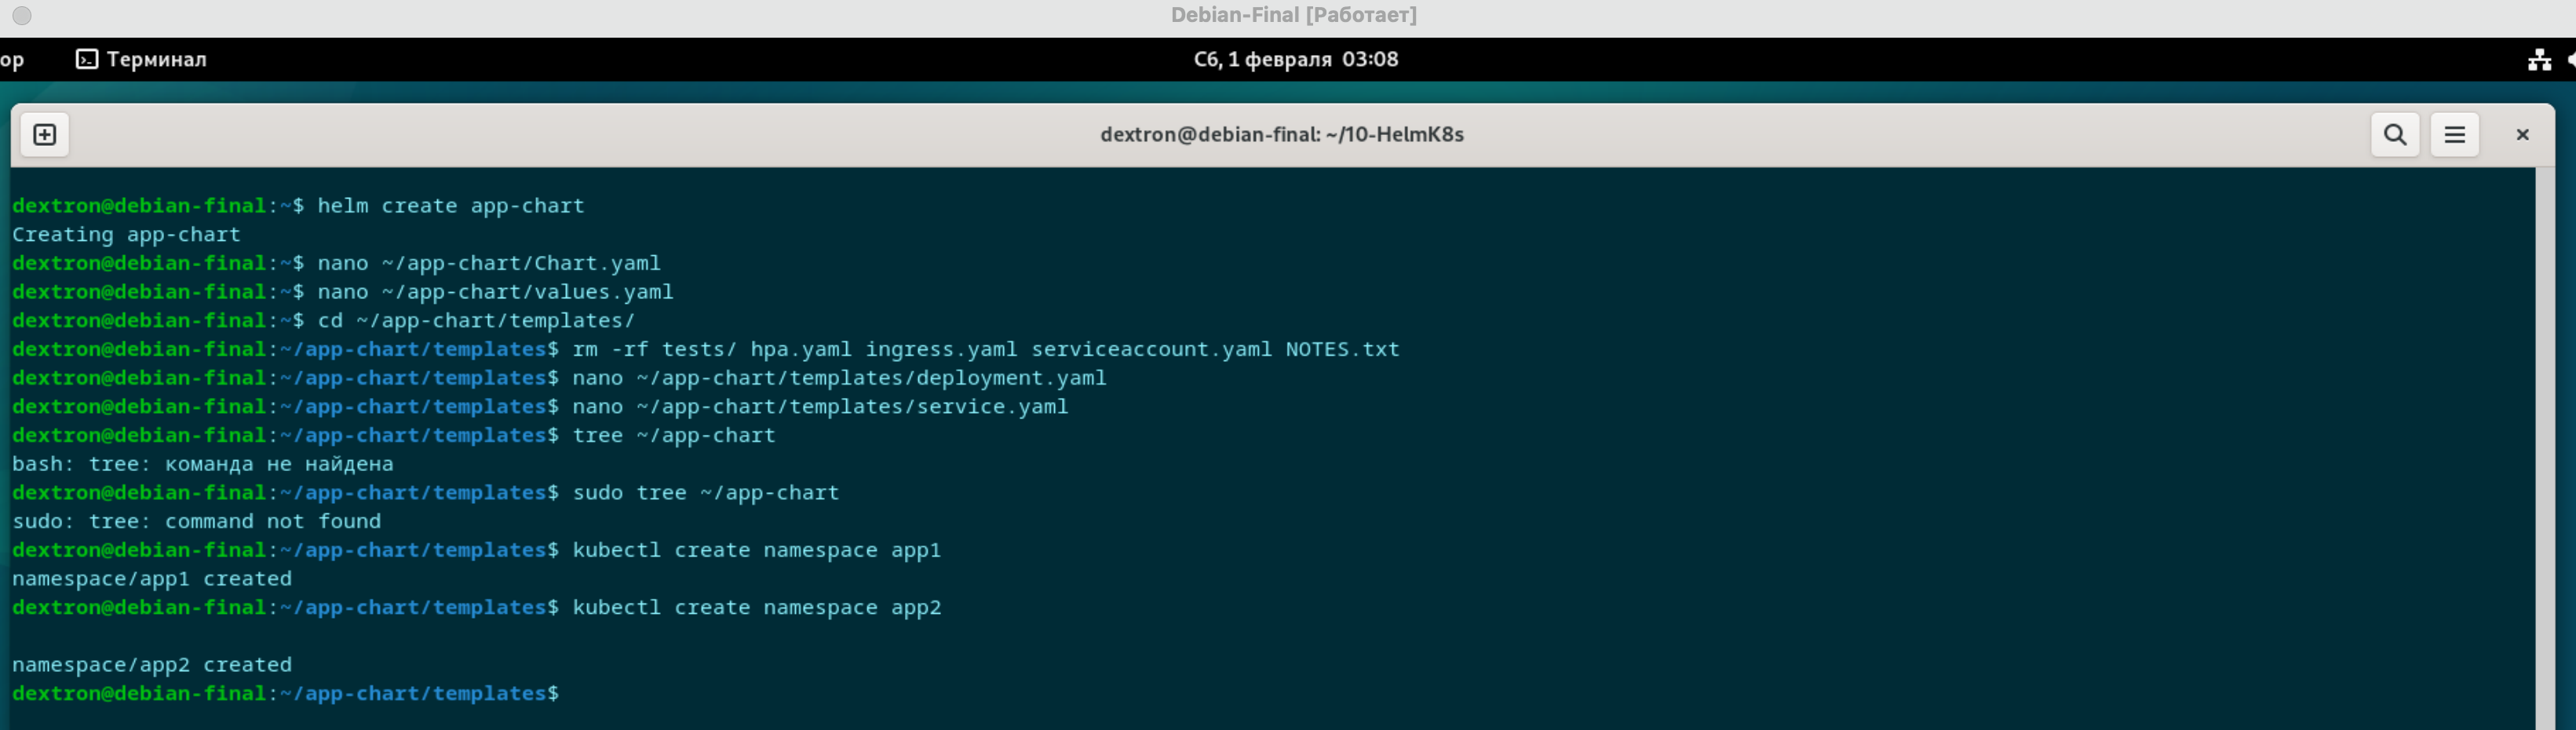 Debian-Final [Работает]
ор Терминал Сб, 1 февраля 03:08
dextron@debian-final: ~/10-HelmK8s
dextron@debian-final:~$ helm create app-chart
Creating app-chart
dextron@debian-final:~$ nano ~/app-chart/Chart.yaml
dextron@debian-final:~$ nano ~/app-chart/values.yaml
dextron@debian-final:~$ cd ~/app-chart/templates/
dextron@debian-final:~/app-chart/templates$ rm -rf tests/ hpa.yaml ingress.yaml serviceaccount.yaml NOTES.txt
dextron@debian-final:~/app-chart/templates$ nano ~/app-chart/templates/deployment.yaml
dextron@debian-final:~/app-chart/templates$ nano ~/app-chart/templates/service.yaml
dextron@debian-final:~/app-chart/templates$ tree ~/app-chart
bash: tree: команда не найдена
dextron@debian-final:~/app-chart/templates$ sudo tree ~/app-chart
sudo: tree: command not found
dextron@debian-final:~/app-chart/templates$ kubectl create namespace app1
namespace/app1 created
dextron@debian-final:~/app-chart/templates$ kubectl create namespace app2
namespace/app2 created
dextron@debian-final:~/app-chart/templates$